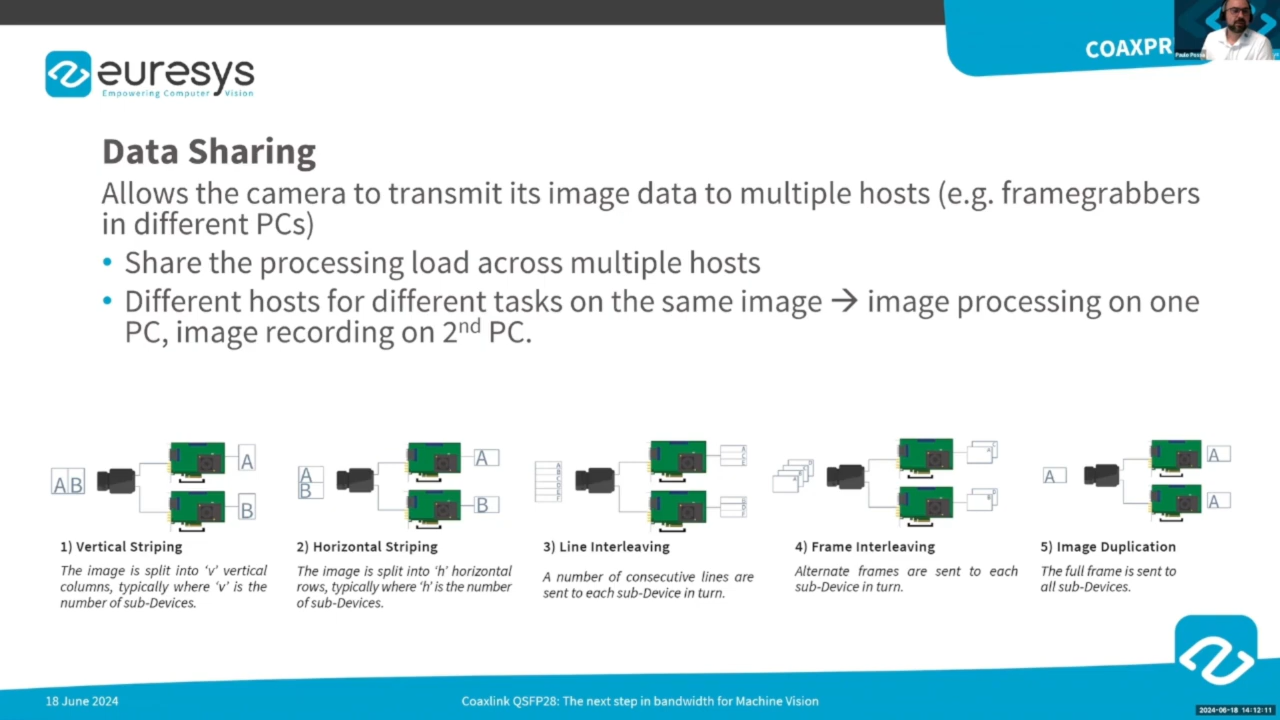 COAXPR
euresys
Empowering Computer Vision
Data Sharing
Allows the camera to transmit its image data to multiple hosts (e.g. framegrabbers
in different PCs)
• Share the processing load across multiple hosts
• Different hosts for different tasks on the same image → image processing on one
PC, image recording on 2nd PC.
AB
A
B
A
B
A
B
A
A
A
1) Vertical Striping
The image is split into ‘v’ vertical
columns, typically where ‘v’ is the
number of sub-Devices.
2) Horizontal Striping
The image is split into ‘h’ horizontal
rows, typically where ‘h’ is the number
of sub-Devices.
3) Line Interleaving
A number of consecutive lines are
sent to each sub-Device in turn.
4) Frame Interleaving
Alternate frames are sent to each
sub-Device in turn.
5) Image Duplication
The full frame is sent to
all sub-Devices.
18 June 2024
Coaxlink QSFP28: The next step in bandwidth for Machine Vision
2024-06-18 14:12:11